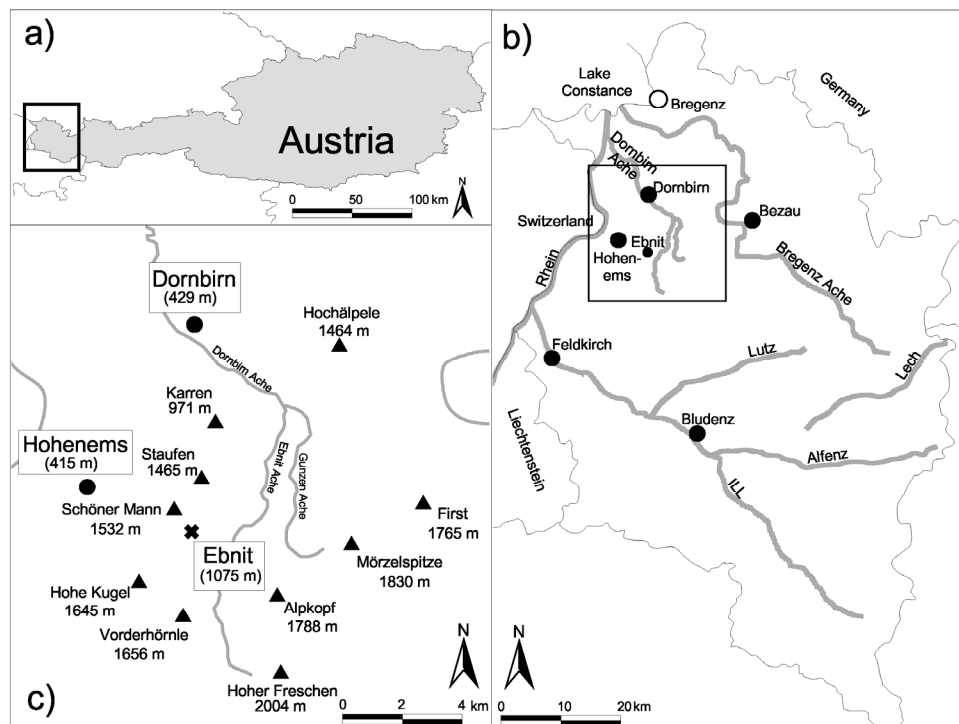 a)
Austria
N
0 50 100 km
b)
Lake
Constance
Bregenz
Germany
Dornbirn
Ache
Dornbirn
Switzerland
Ebnit
Hohen-
ems
Bezau
Rhein
Bregenz Ache
Feldkirch
Lutz
Lech
Liechtenstein
Bludenz
Alfenz
ILL
N
0 10 20 km
Dornbirn
(429 m)
Hochälpele
1464 m
Dornbirn Ache
Karren
971 m
Hohenems
(415 m)
Staufen
1465 m
Ebnit Ache
Gunzen Ache
Schöner Mann
1532 m
First
1765 m
Ebnit
(1075 m)
Mörzelspitze
1830 m
Hohe Kugel
1645 m
Alpkopf
1788 m
Vorderhörnle
1656 m
N
Hoher Freschen
2004 m
c)
0 2 4 km